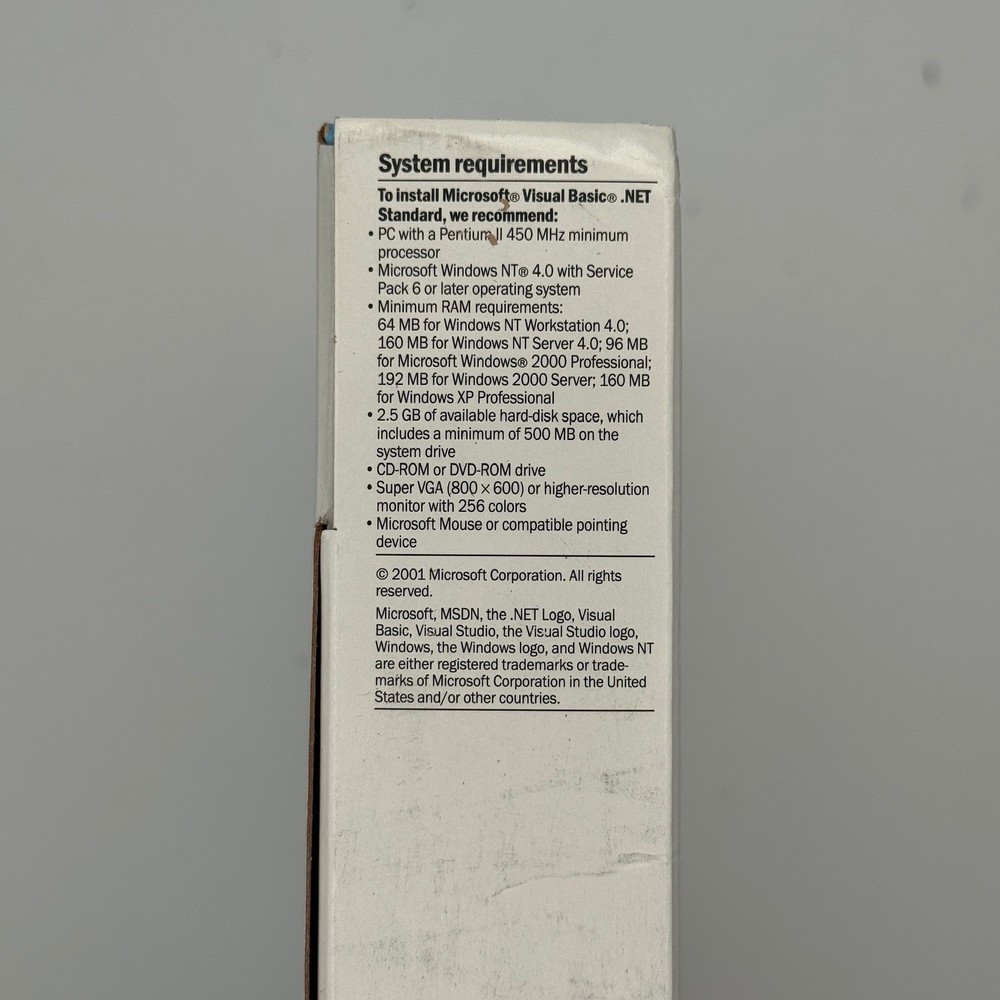 System requirements
To install Microsoft® Visual Basic® .NET
Standard, we recommend:
• PC with a Pentium II 450 MHz minimum
processor
• Microsoft Windows NT® 4.0 with Service
Pack 6 or later operating system
• Minimum RAM requirements:
64 MB for Windows NT Workstation 4.0;
160 MB for Windows NT Server 4.0; 96 MB
for Microsoft Windows® 2000 Professional;
192 MB for Windows 2000 Server; 160 MB
for Windows XP Professional
• 2.5 GB of available hard-disk space, which
includes a minimum of 500 MB on the
system drive
• CD-ROM or DVD-ROM drive
• Super VGA (800 × 600) or higher-resolution
monitor with 256 colors
• Microsoft Mouse or compatible pointing
device
© 2001 Microsoft Corporation. All rights
reserved.
Microsoft, MSDN, the .NET Logo, Visual
Basic, Visual Studio, the Visual Studio logo,
Windows, the Windows logo, and Windows NT
are either registered trademarks or trade-
marks of Microsoft Corporation in the United
States and/or other countries.